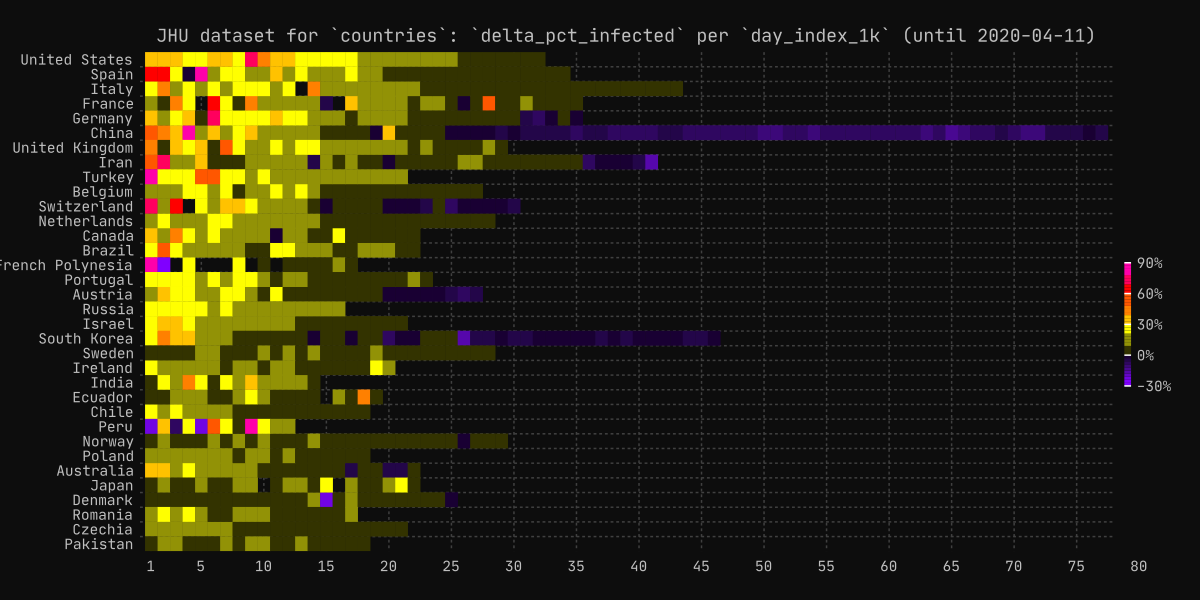 JHU dataset for `countries`: `delta_pct_infected` per `day_index_1k` (until 2020-04-11)
United States
Spain
Italy
France
Germany
China
United Kingdom
Iran
Turkey
Belgium
Switzerland
Netherlands
Canada
Brazil
French Polynesia
Portugal
Austria
Russia
Israel
South Korea
Sweden
Ireland
India
Ecuador
Chile
Peru
Norway
Poland
Australia
Japan
Denmark
Romania
Czechia
Pakistan
1 5 10 15 20 25 30 35 40 45 50 55 60 65 70 75 80
90%
60%
30%
0%
-30%